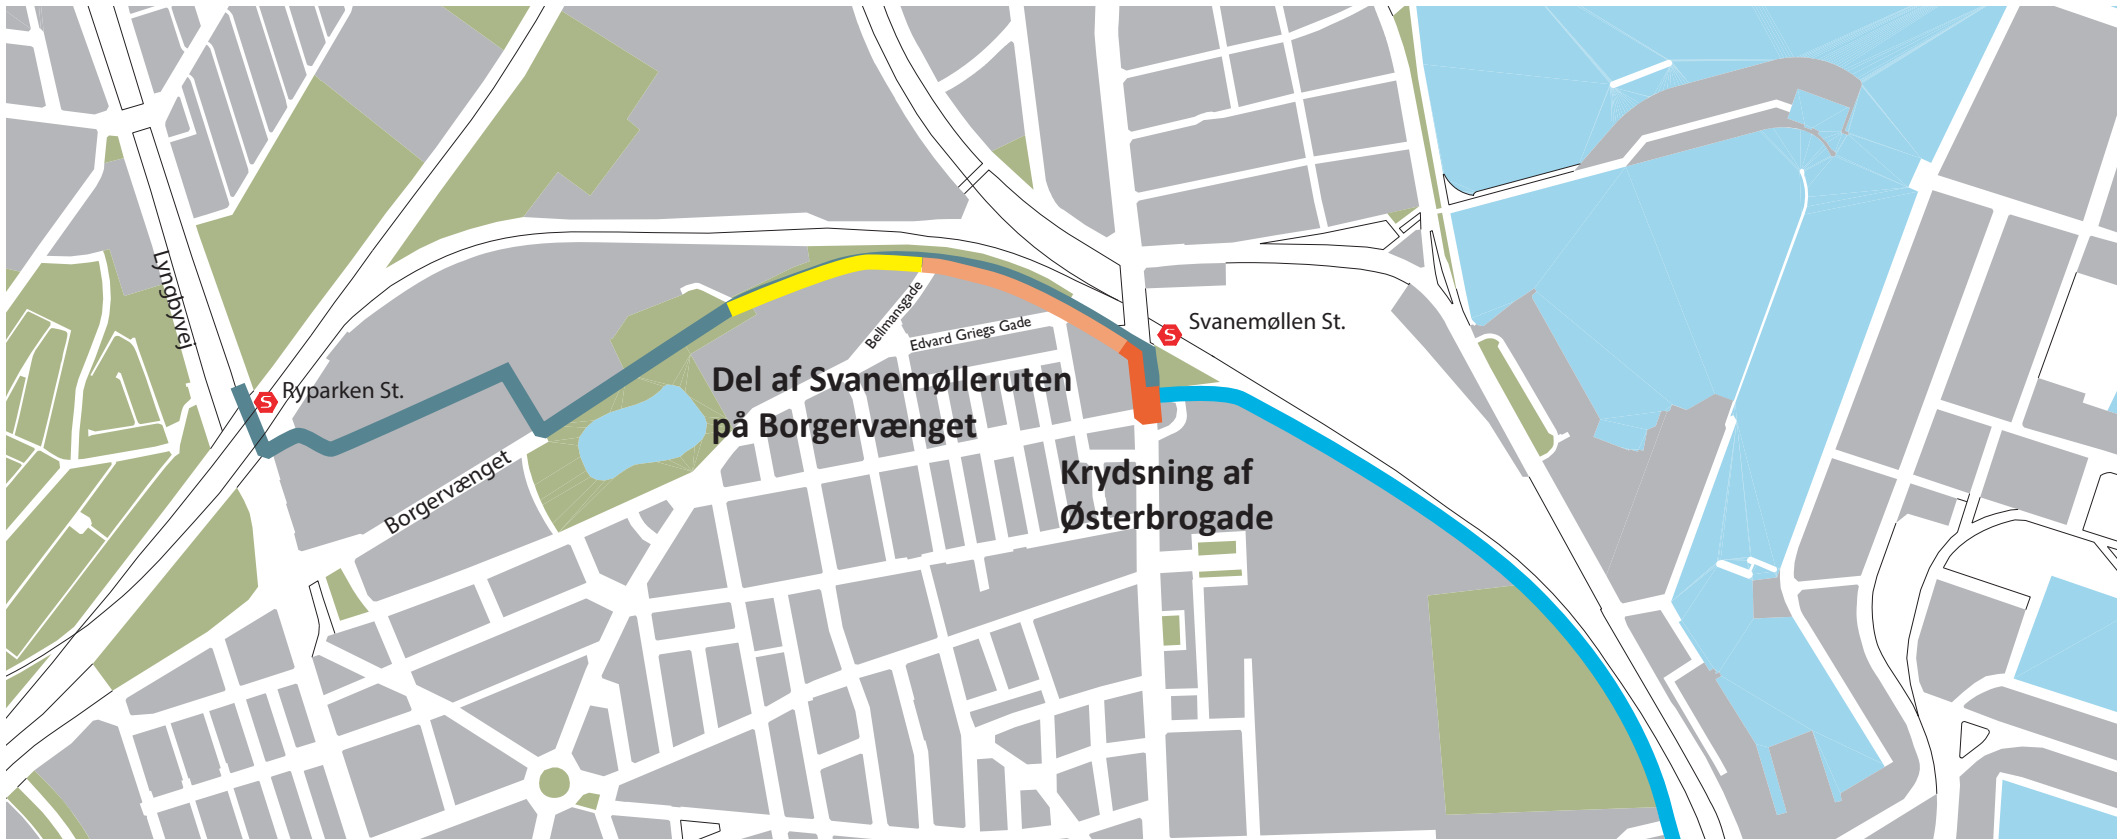 Lyngbyvej
Bellmansgade
Edvard Griegs Gade
S
Svanemøllen St.
S
Ryparken St.
Del af Svanemølleruten
på Borgervænget
Borgervænget
Krydsning af
Østerbrogade